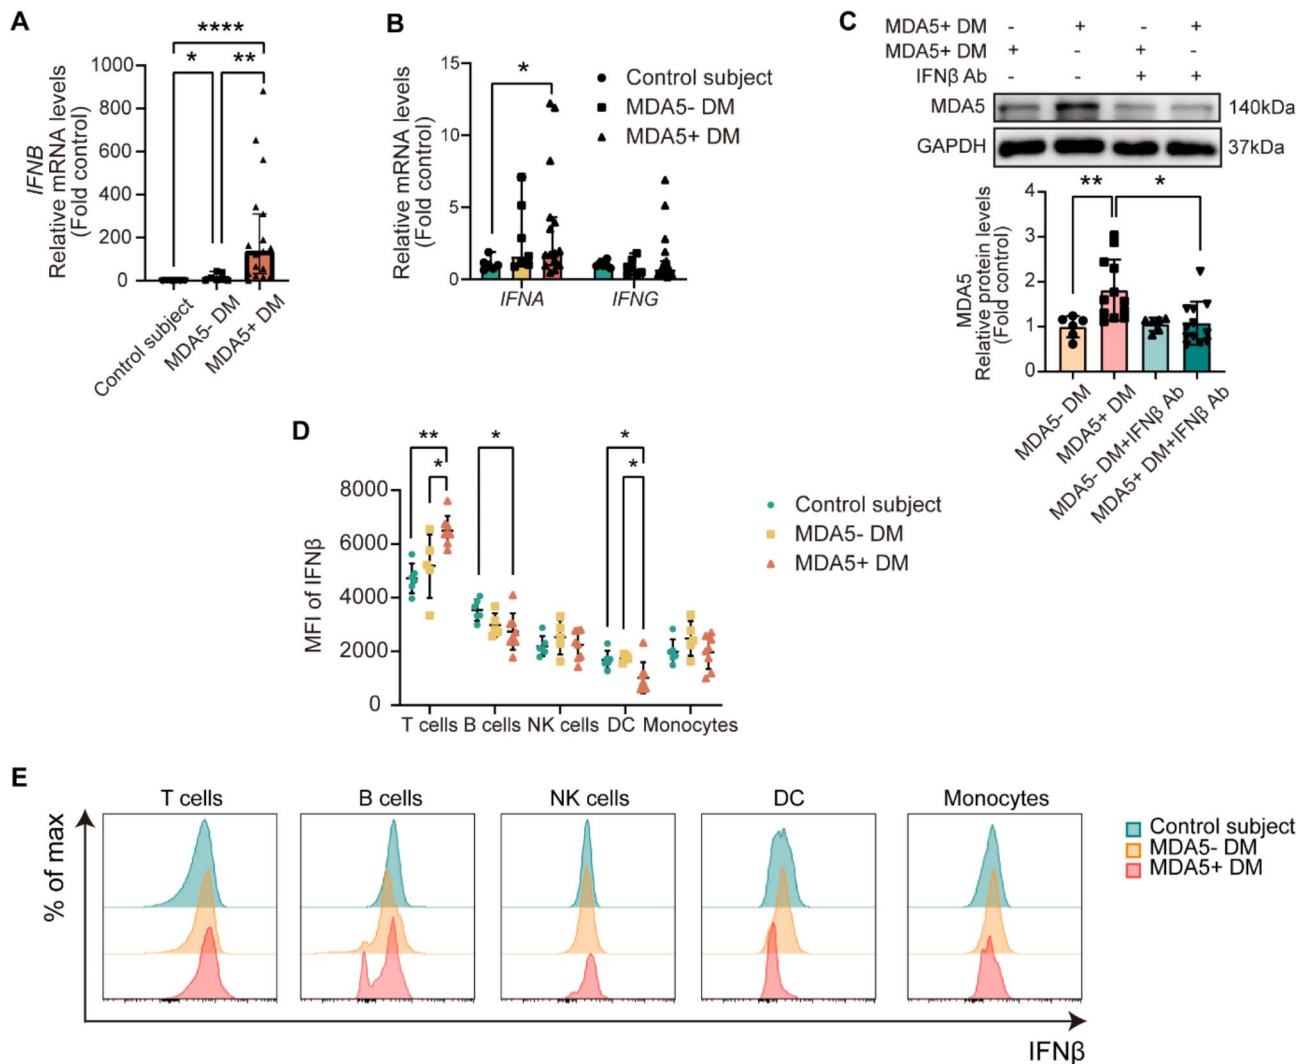 A
****
*
**
IFNB
Relative mRNA levels
(Fold control)
1000
800
600
400
200
0
Control subject
MDA5- DM
MDA5+ DM
B
*
Relative mRNA levels
(Fold control)
15
10
5
0
IFNA
IFNG
Control subject
MDA5- DM
MDA5+ DM
C
MDA5+ DM - + - +
MDA5+ DM + - + -
IFNβ Ab - - + +
MDA5 140kDa
GAPDH 37kDa
**
*
MDA5
Relative protein levels
(Fold control)
4
3
2
1
0
MDA5- DM
MDA5+ DM
MDA5- DM+IFNβ Ab
MDA5+ DM+IFNβ Ab
D
** * *
* *
MFI of IFNβ
8000
6000
4000
2000
0
T cells B cells NK cells DC Monocytes
Control subject
MDA5- DM
MDA5+ DM
E
T cells B cells NK cells DC Monocytes
% of max
IFNβ
Control subject
MDA5- DM
MDA5+ DM